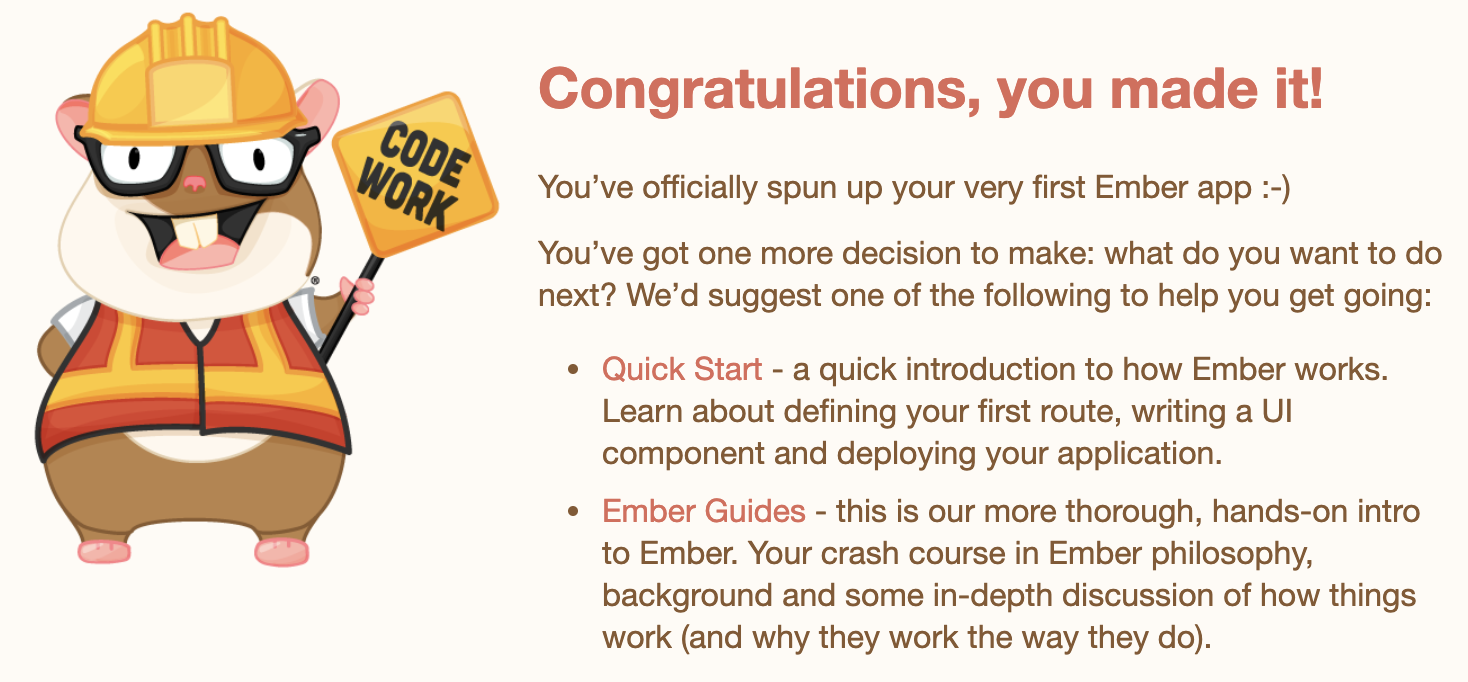 CODE
WORK
®
Congratulations, you made it!
You’ve officially spun up your very first Ember app :-)
You’ve got one more decision to make: what do you want to do
next? We’d suggest one of the following to help you get going:
• Quick Start - a quick introduction to how Ember works.
Learn about defining your first route, writing a UI
component and deploying your application.
• Ember Guides - this is our more thorough, hands-on intro
to Ember. Your crash course in Ember philosophy,
background and some in-depth discussion of how things
work (and why they work the way they do).